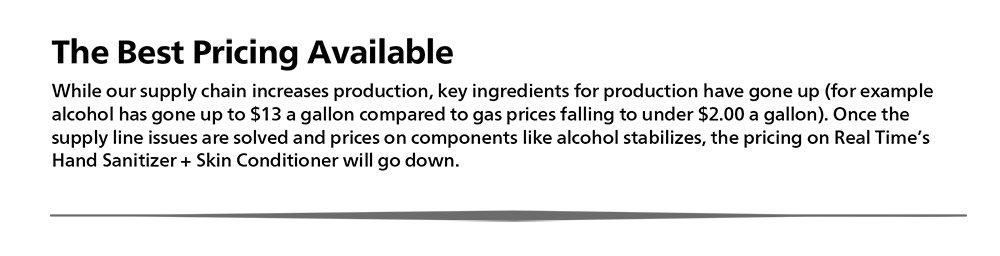 The Best Pricing Available
While our supply chain increases production, key ingredients for production have gone up (for example
alcohol has gone up to $13 a gallon compared to gas prices falling to under $2.00 a gallon). Once the
supply line issues are solved and prices on components like alcohol stabilizes, the pricing on Real Time’s
Hand Sanitizer + Skin Conditioner will go down.